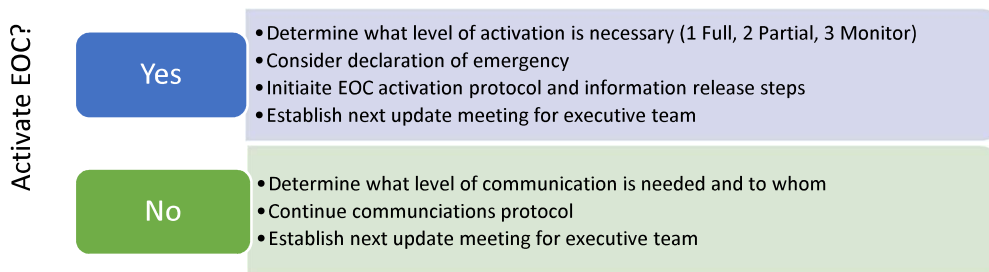 Activate EOC?
Yes
•Determine what level of activation is necessary (1 Full, 2 Partial, 3 Monitor)
•Consider declaration of emergency
•Initiaite EOC activation protocol and information release steps
•Establish next update meeting for executive team
No
•Determine what level of communication is needed and to whom
•Continue communciations protocol
•Establish next update meeting for executive team